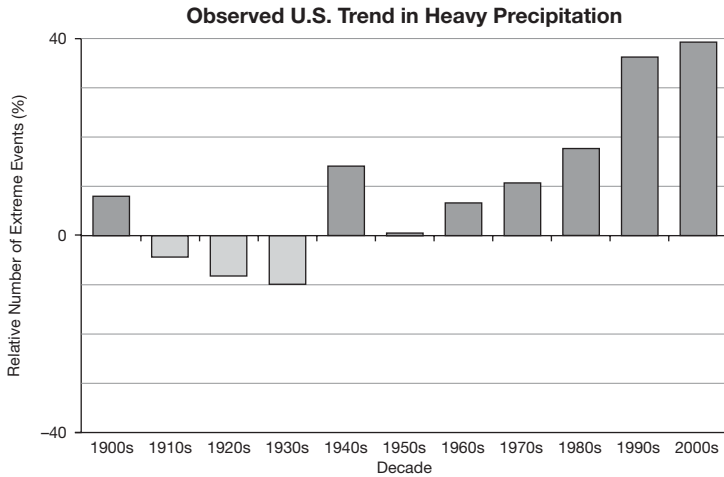 Observed U.S. Trend in Heavy Precipitation
Relative Number of Extreme Events (%)
40
0
–40
1900s 1910s 1920s 1930s 1940s 1950s 1960s 1970s 1980s 1990s 2000s
Decade